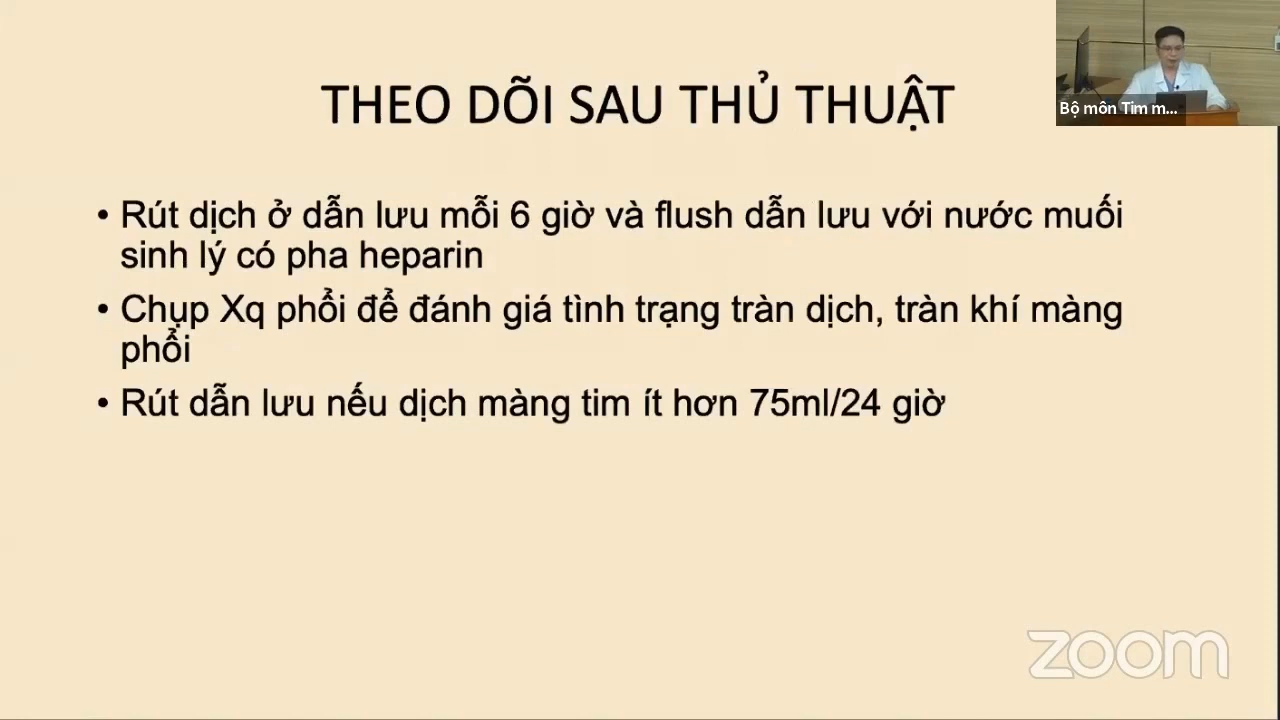 THEO DÕI SAU THỦ THUẬT
Bộ môn Tim m...
• Rút dịch ở dẫn lưu mỗi 6 giờ và flush dẫn lưu với nước muối
sinh lý có pha heparin
• Chụp Xq phổi để đánh giá tình trạng tràn dịch, tràn khí màng
phổi
• Rút dẫn lưu nếu dịch màng tim ít hơn 75ml/24 giờ
zoom